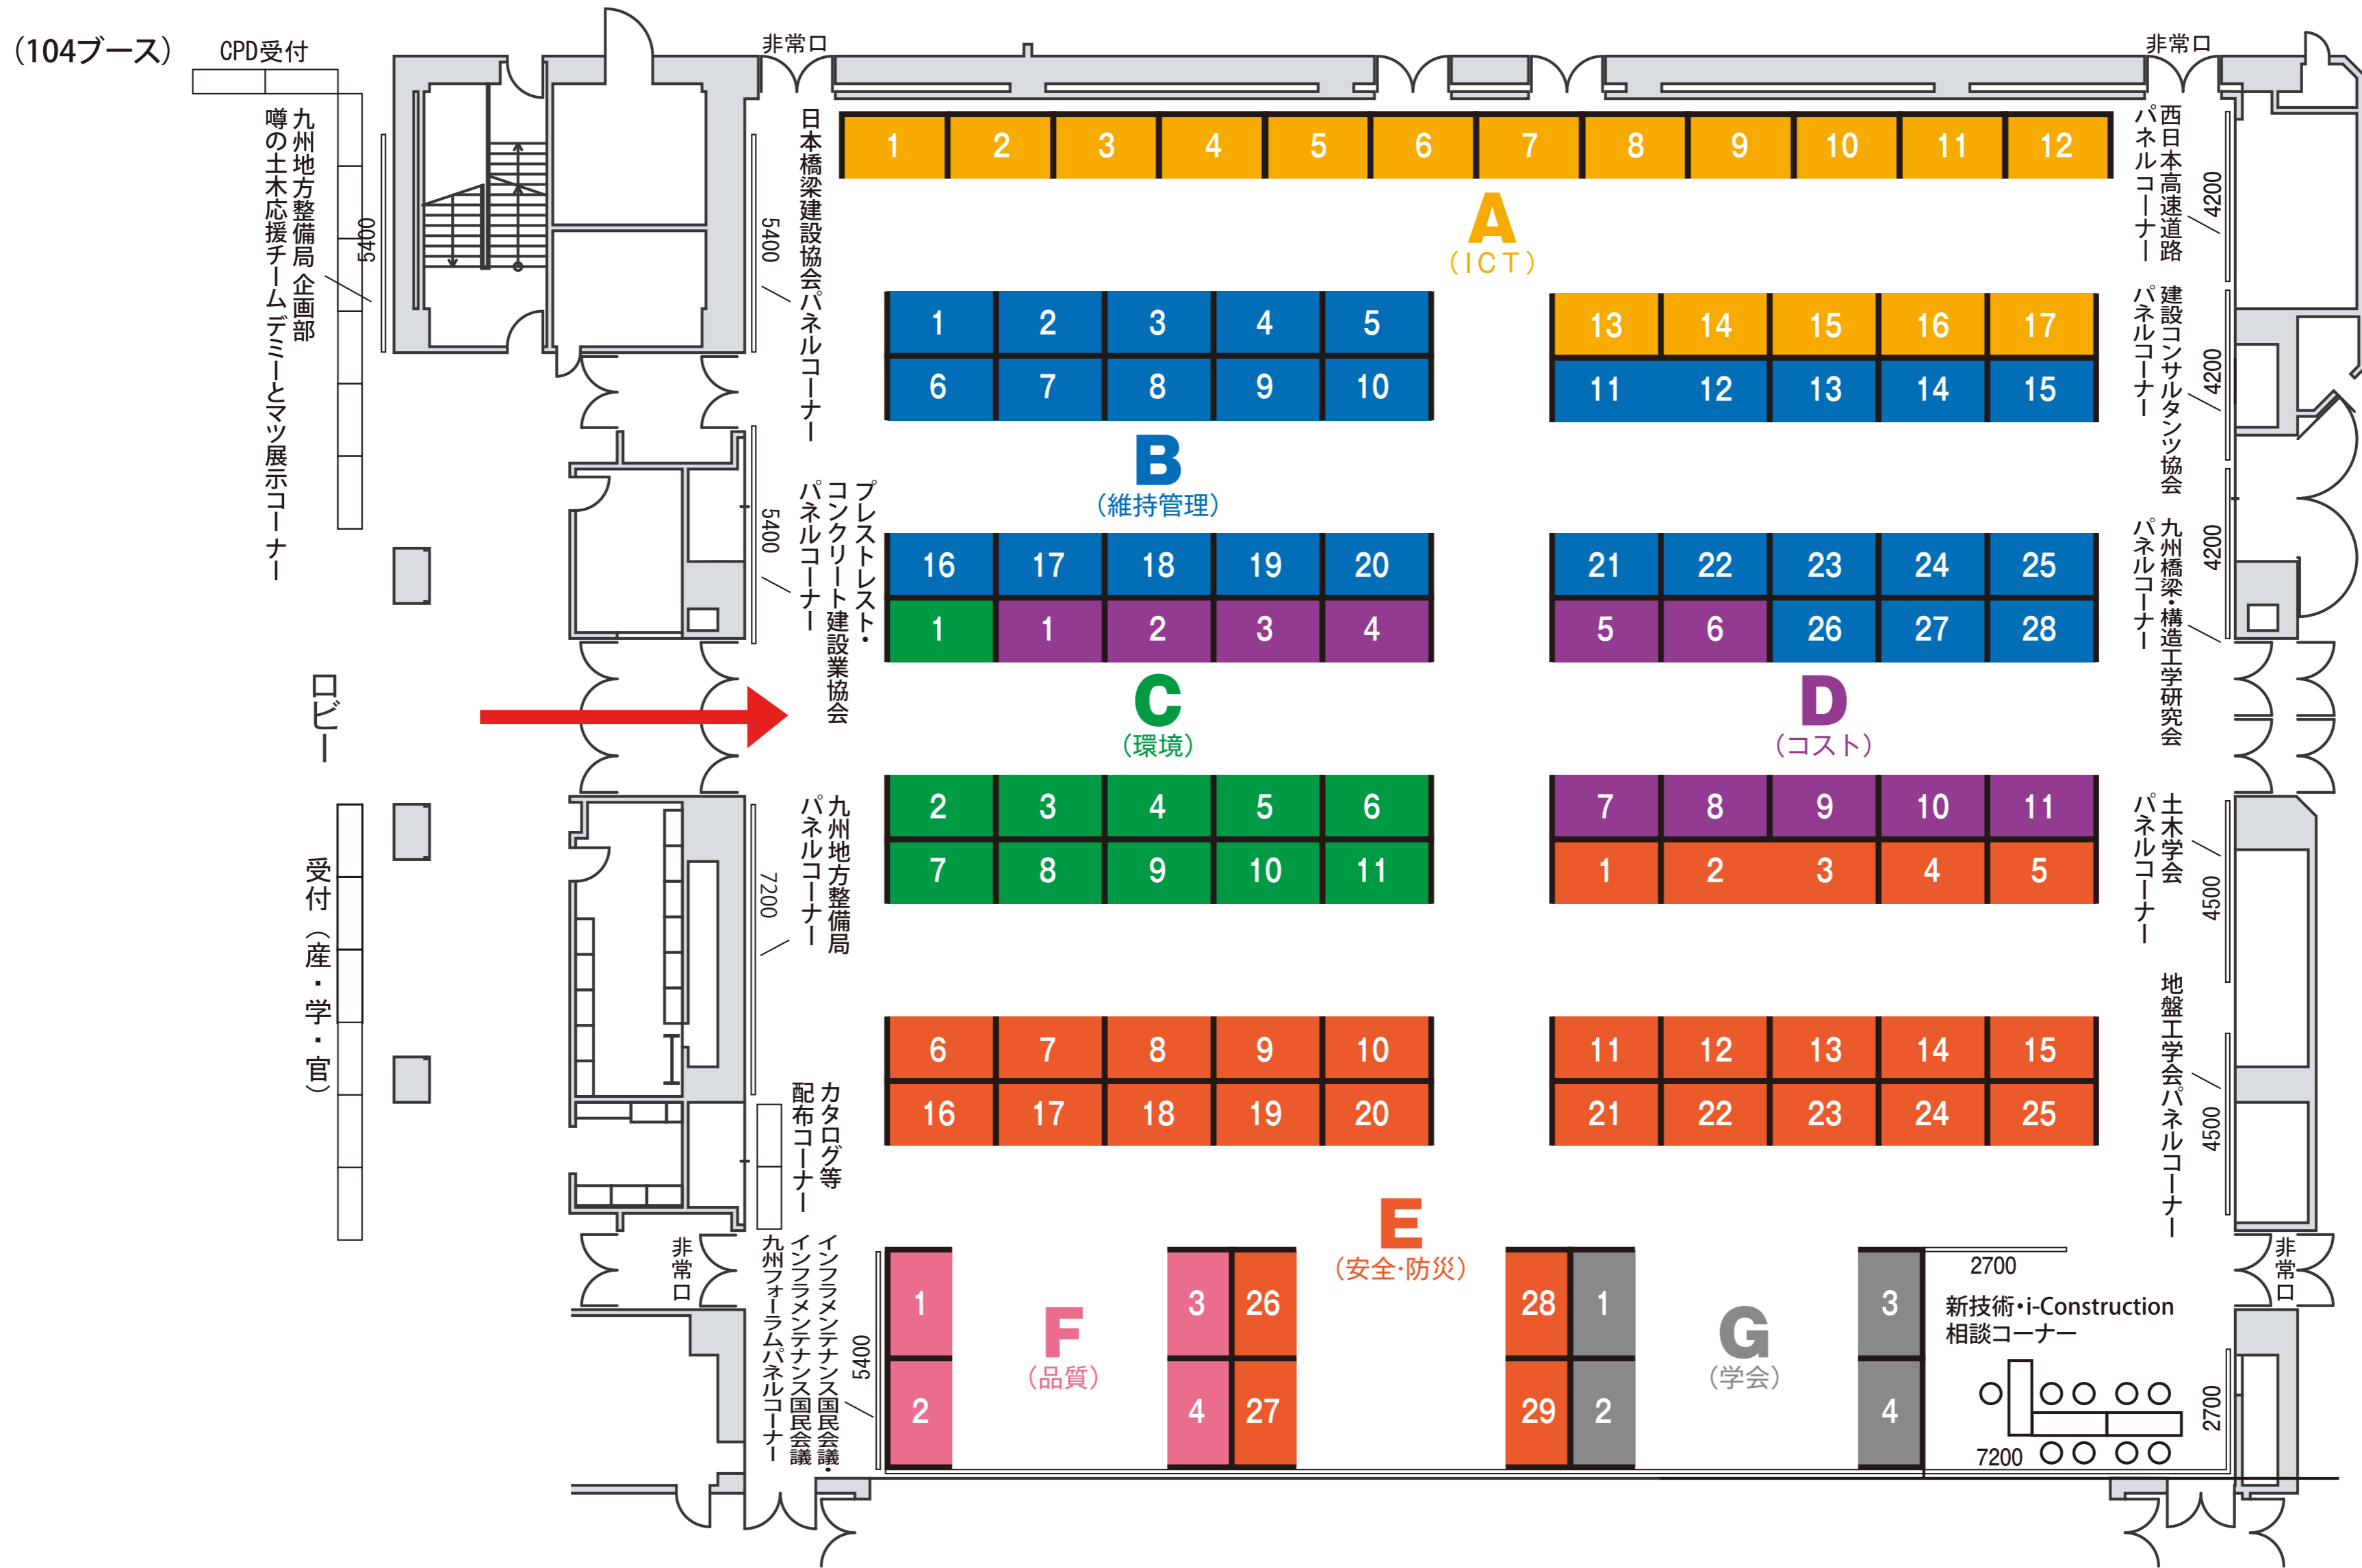 （104ブース）
CPD受付
非常口
非常口
九州地方整備局 企画部
噂の土木応援チームデミーとマツ展示コーナー
5400
5400
日本橋梁建設協会パネルコーナー
1 2 3 4 5 6 7 8 9 10 11 12
A
（ＩＣＴ）
西日本高速道路
パネルコーナー
4200
1 2 3 4 5
6 7 8 9 10
13 14 15 16 17
11 12 13 14 15
建設コンサルタンツ協会
パネルコーナー
4200
B
（維持管理）
プレストレスト・
コンクリート建設業協会
パネルコーナー
5400
16 17 18 19 20
1 1 2 3 4
21 22 23 24 25
5 6 26 27 28
九州橋梁・構造工学研究会
パネルコーナー
4200
ロビー
C
（環境）
D
（コスト）
九州地方整備局
パネルコーナー
7200
2 3 4 5 6
7 8 9 10 11
7 8 9 10 11
1 2 3 4 5
土木学会
パネルコーナー
4500
受付（産・学・官）
6 7 8 9 10
16 17 18 19 20
11 12 13 14 15
21 22 23 24 25
地盤工学会パネルコーナー
4500
カタログ等
配布コーナー
非常口
インフラメンテナンス国民会議・
インフラメンテナンス国民会議
九州フォーラムパネルコーナー
5400
E
（安全・防災）
1
2
F
（品質）
3 26
4 27
28 1
29 2
G
（学会）
3
4
2700
新技術・i-Construction
相談コーナー
7200
2700
非常口